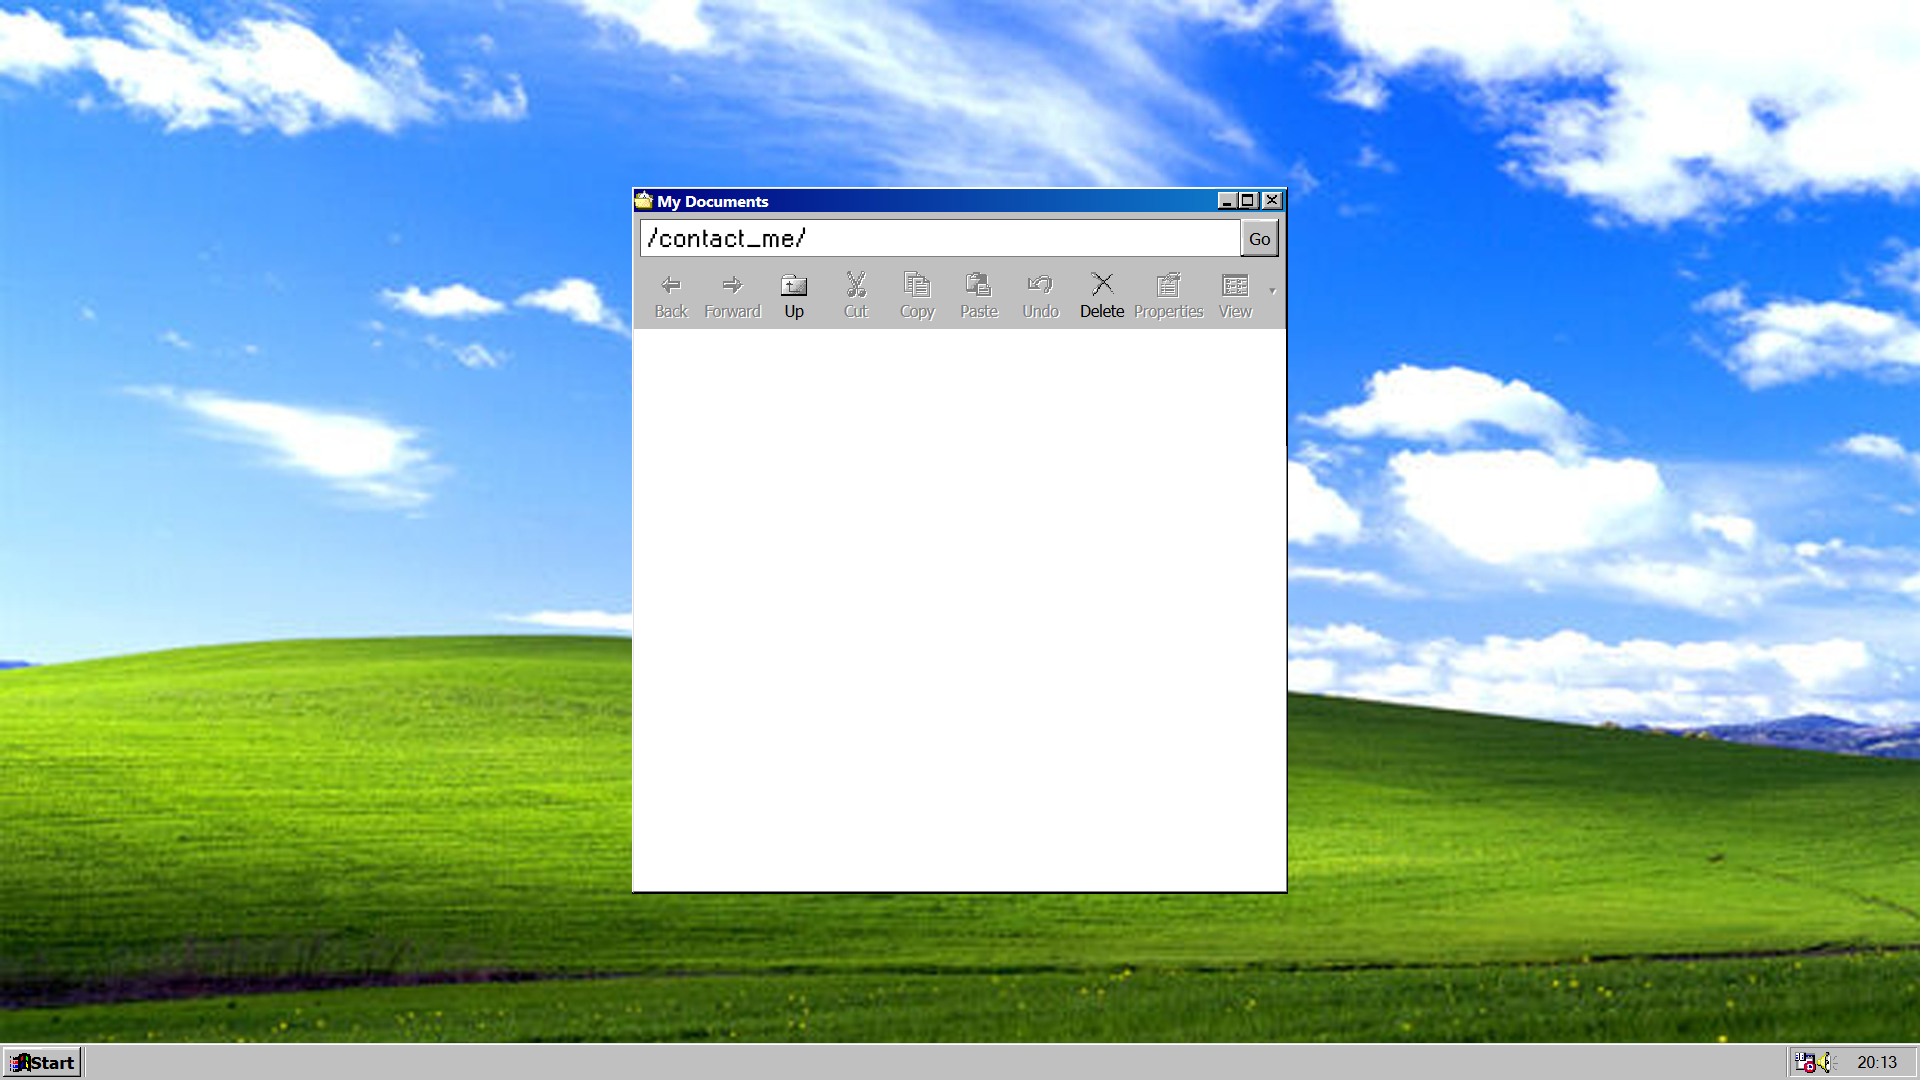 My Documents
/contact_me/
Go
Back Forward Up Cut Copy Paste Undo Delete Properties View
Start
20:13